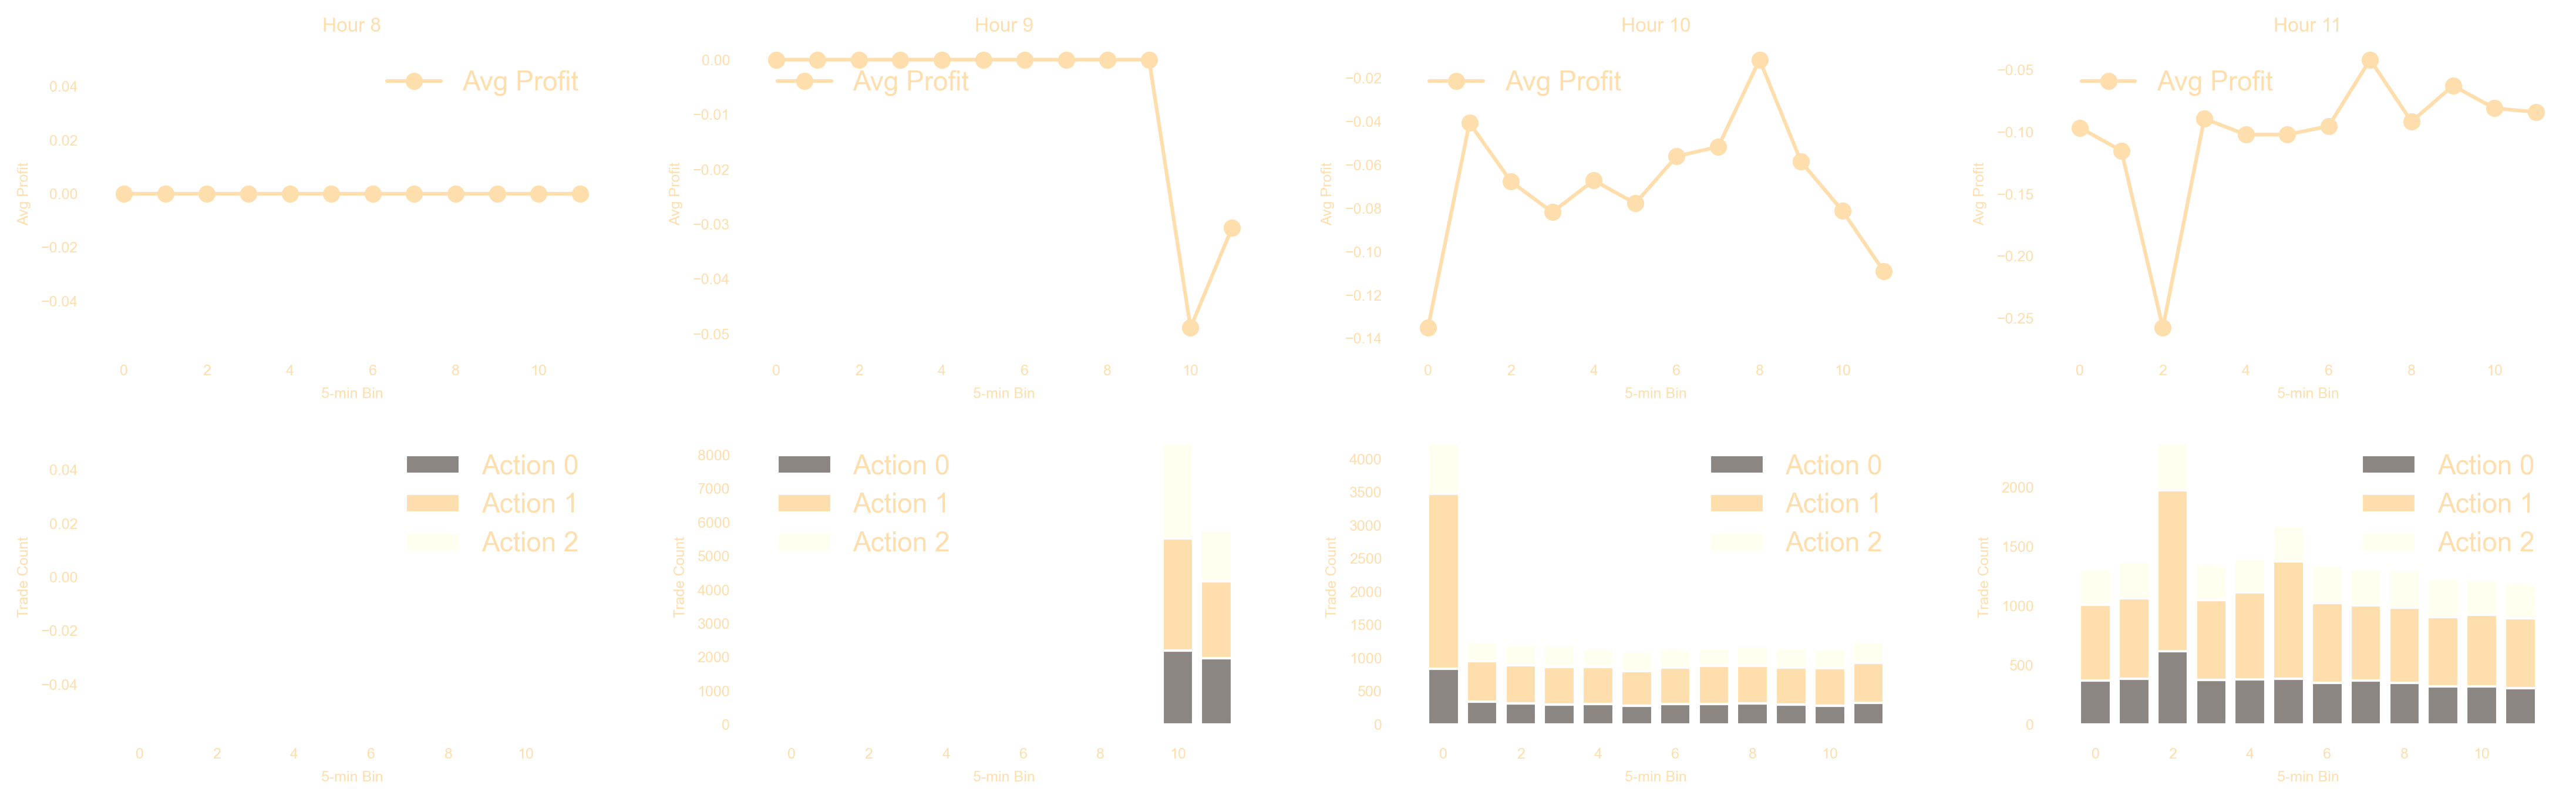 Hour 8
Hour 9
Hour 10
Hour 11
Avg Profit
0.04
0.02
0.00
−0.02
−0.04
Avg Profit
0 2 4 6 8 10
5-min Bin
Avg Profit
0.00
−0.01
−0.02
−0.03
−0.04
−0.05
Avg Profit
0 2 4 6 8 10
5-min Bin
Avg Profit
−0.02
−0.04
−0.06
−0.08
−0.10
−0.12
−0.14
Avg Profit
0 2 4 6 8 10
5-min Bin
Avg Profit
−0.05
−0.10
−0.15
−0.20
−0.25
Avg Profit
0 2 4 6 8 10
5-min Bin
Trade Count
0.04
0.02
0.00
−0.02
−0.04
Action 0
Action 1
Action 2
0 2 4 6 8 10
5-min Bin
Trade Count
8000
7000
6000
5000
4000
3000
2000
1000
0
Action 0
Action 1
Action 2
0 2 4 6 8 10
5-min Bin
Trade Count
4000
3500
3000
2500
2000
1500
1000
500
0
Action 0
Action 1
Action 2
0 2 4 6 8 10
5-min Bin
Trade Count
2000
1500
1000
500
0
Action 0
Action 1
Action 2
0 2 4 6 8 10
5-min Bin